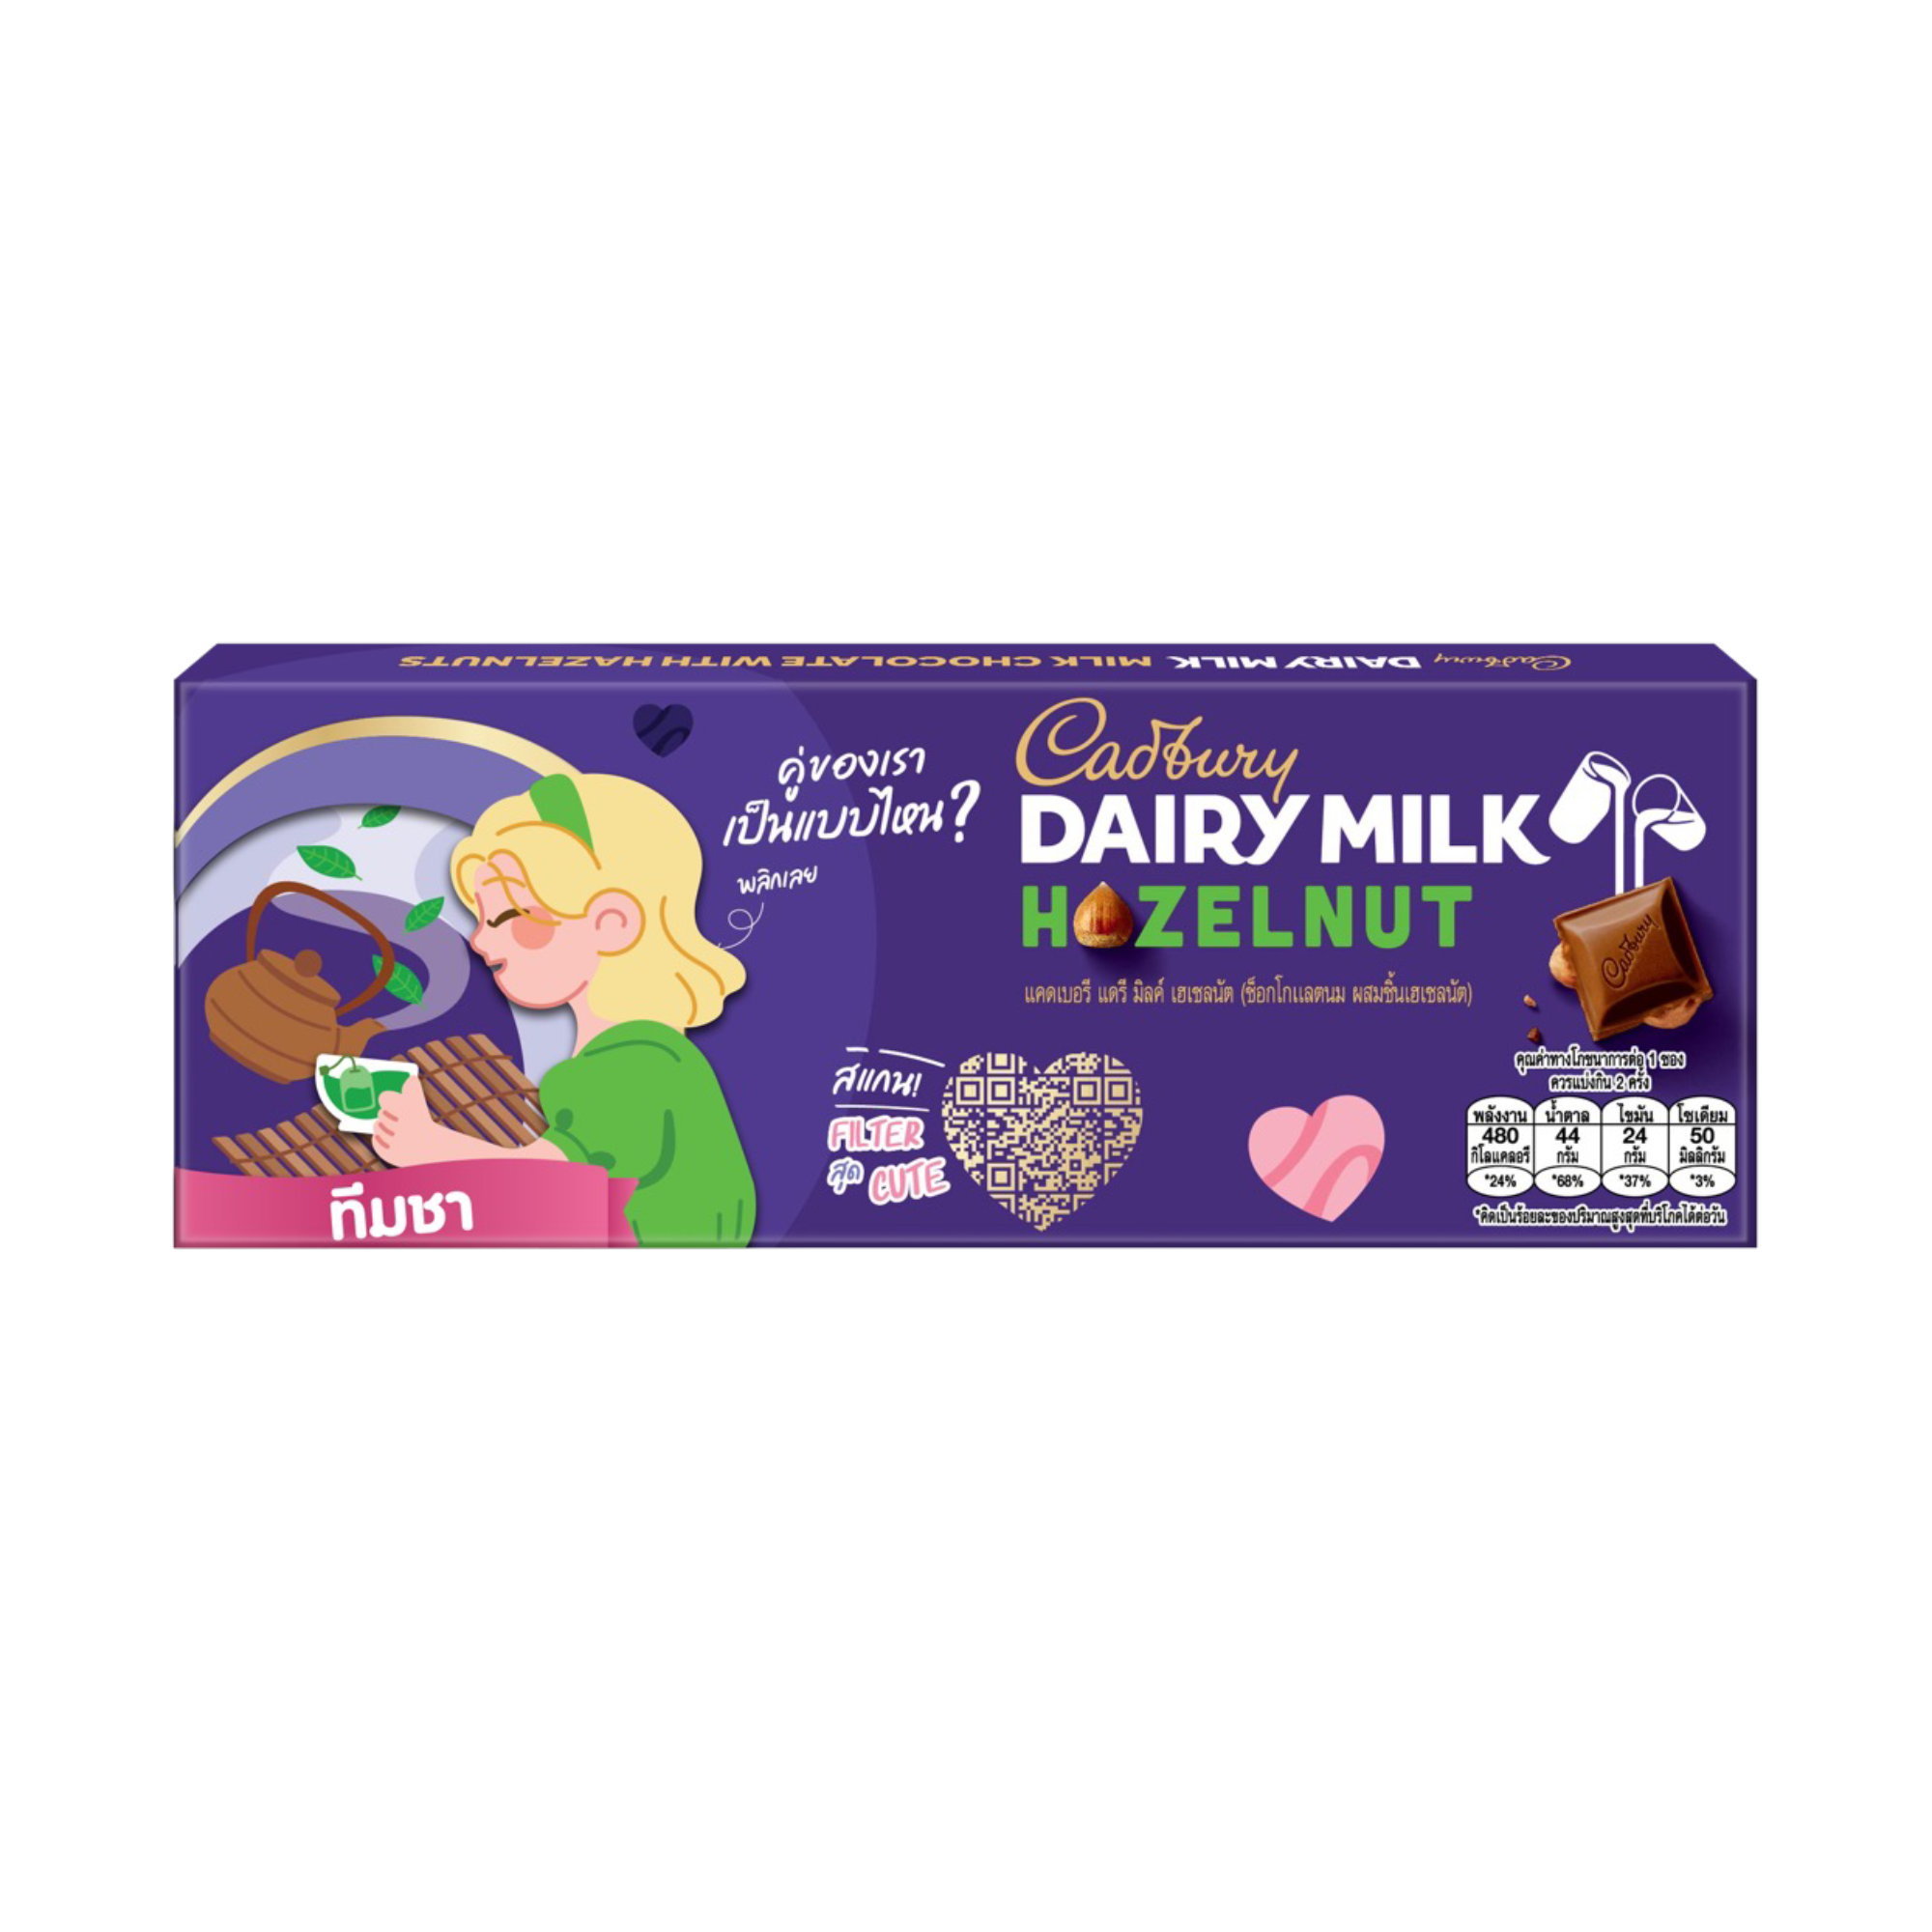 Cadbury DAIRY MILK MILK CHOCOLATE WITH HAZELNUTS
คู่ของเรา
เป็นแบบไหน?
พลิกเลย
ทีมชา
สแกน!
FILTER
สุด CUTE
Cadbury
DAIRY MILK
HAZELNUT
แคดเบอรี แดรี มิลค์ เฮเซลนัต (ช็อกโกแลตนม ผสมชิ้นเฮเซลนัต)
Cadbury
คุณค่าทางโภชนาการต่อ 1 ซอง
ควรแบ่งกิน 2 ครั้ง
พลังงาน น้ำตาล ไขมัน โซเดียม
480 44 24 50
กิโลแคลอรี กรัม กรัม มิลลิกรัม
*24% *68% *37% *3%
*คิดเป็นร้อยละของปริมาณสูงสุดที่บริโภคได้ต่อวัน